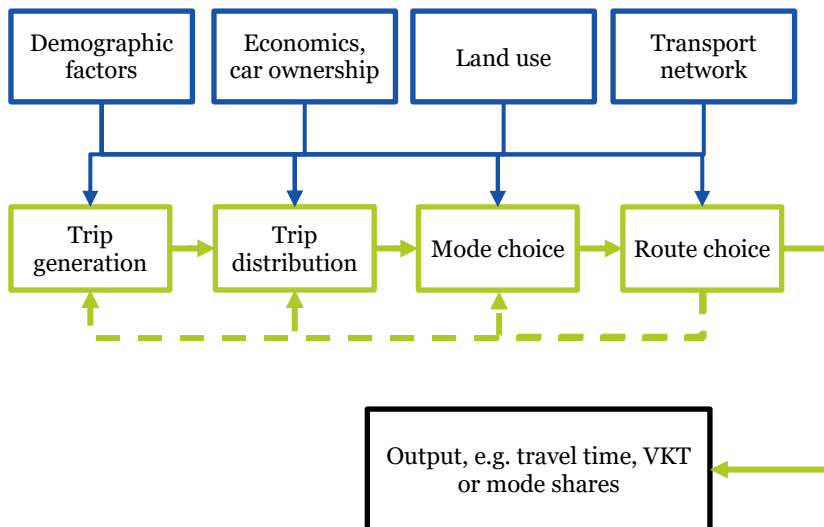 Demographic
factors
Economics,
car ownership
Land use
Transport
network
Trip
generation
Trip
distribution
Mode choice
Route choice
Output, e.g. travel time, VKT
or mode shares